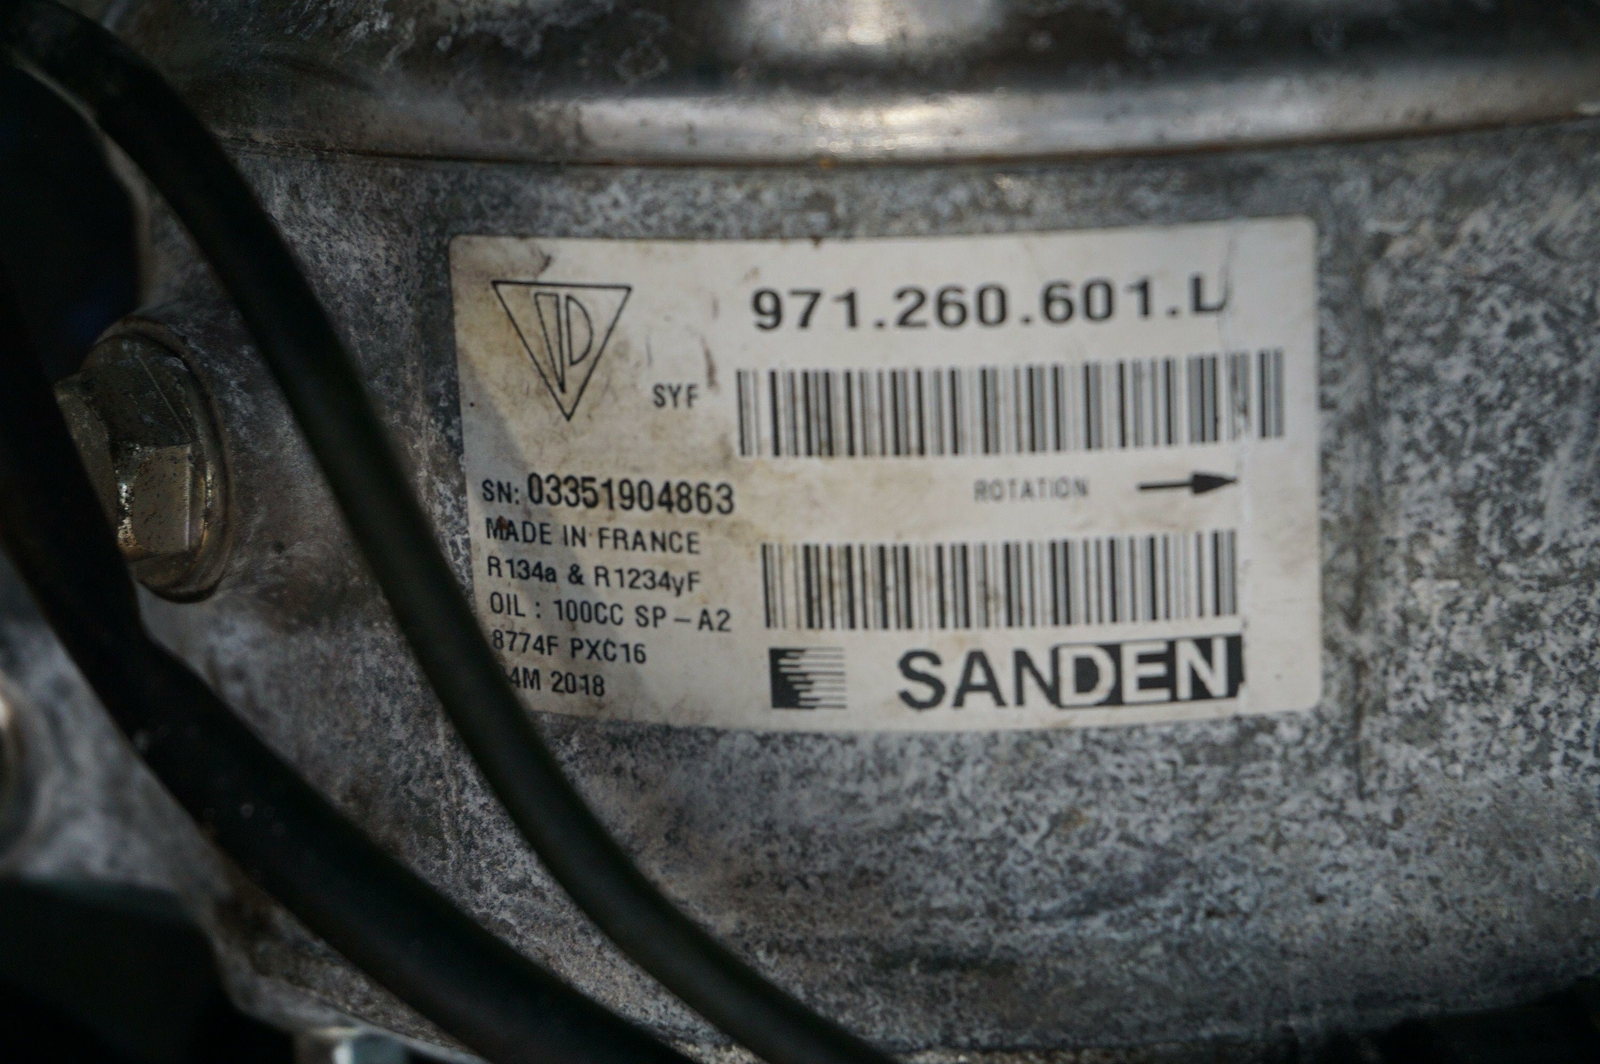 971.260.601.L
SYF
ROTATION
SN: 03351904863
MADE IN FRANCE
R134a & R1234yF
OIL : 100CC SP-A2
8774F PXC16
4M 2018
SANDEN